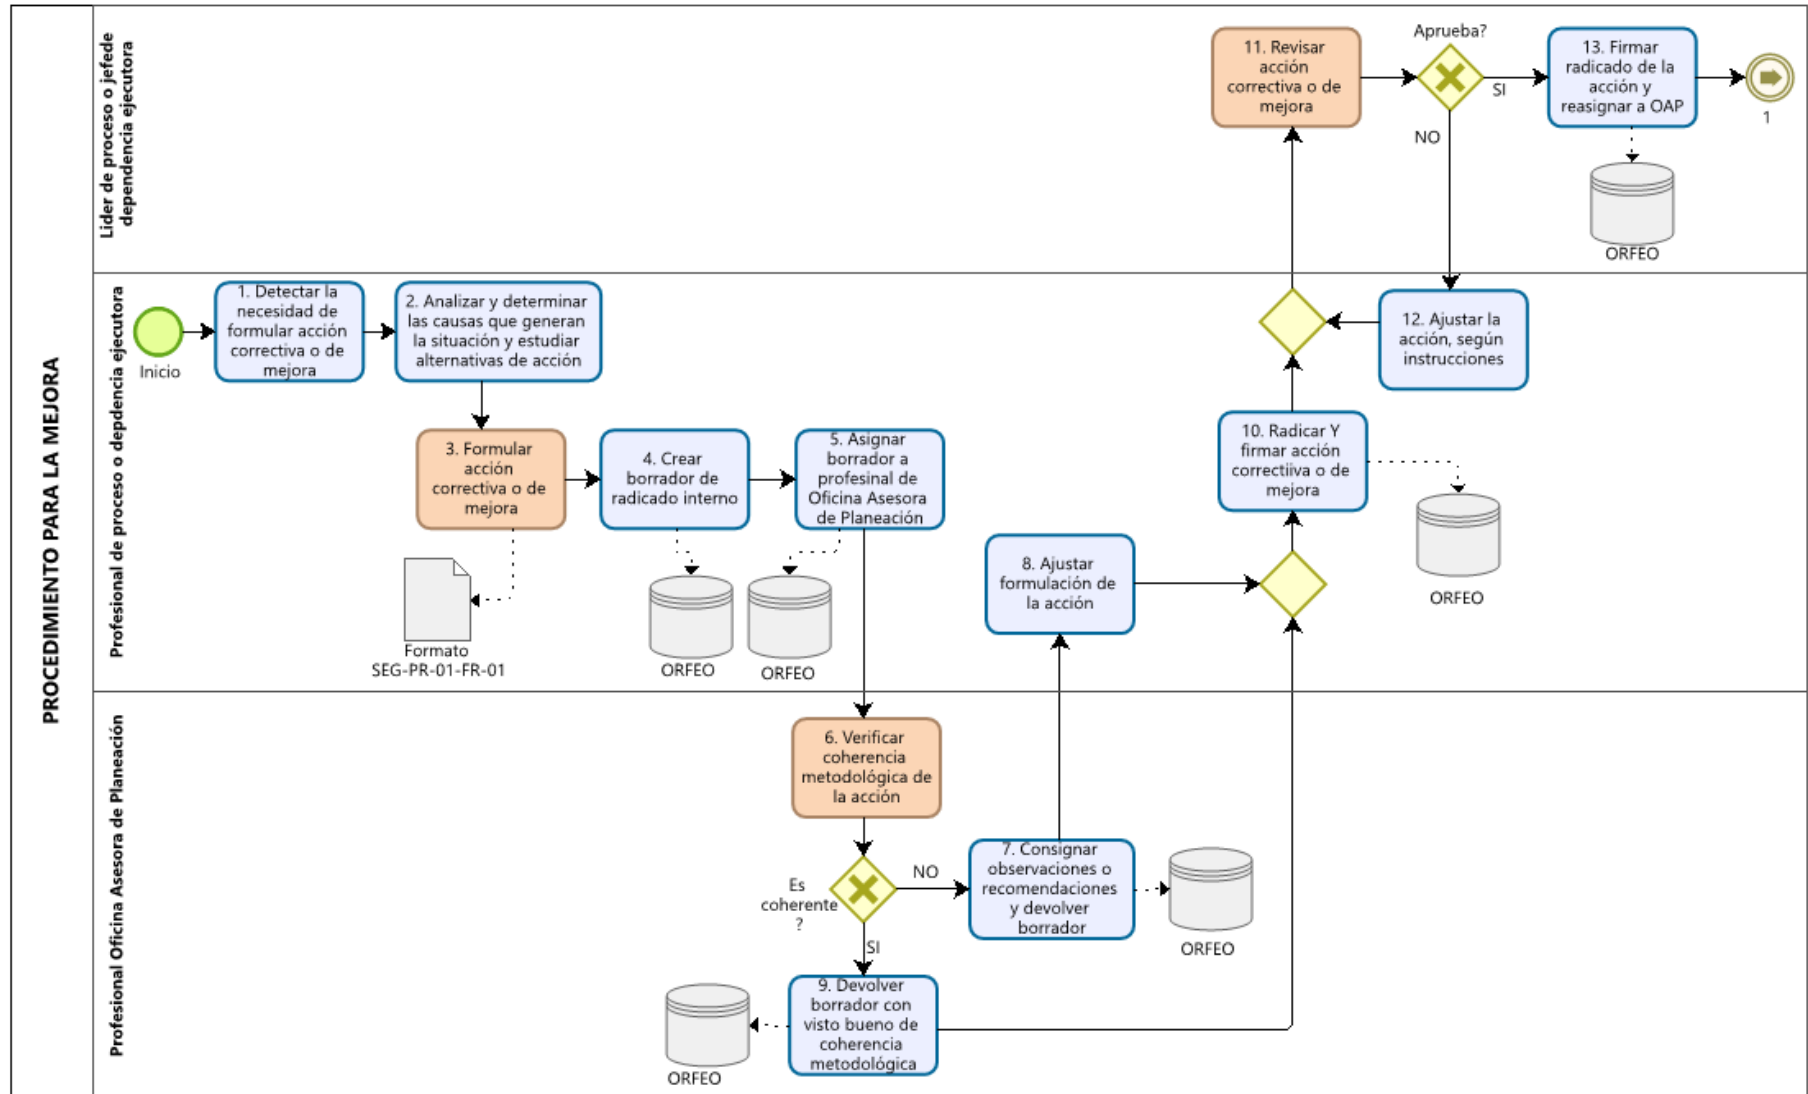 PROCEDIMIENTO PARA LA MEJORA
Lider de proceso o jefede
dependencia ejecutora
11. Revisar
acción
correctiva o de
mejora
Aprueba?
SI
NO
13. Firmar
radicado de la
acción y
reasignar a OAP
1
ORFEO
Profesional de proceso o depdencia ejecutora
Inicio
1. Detectar la
necesidad de
formular acción
correctiva o de
mejora
2. Analizar y determinar
las causas que generan
la situación y estudiar
alternativas de acción
12. Ajustar la
acción, según
instrucciones
3. Formular
acción
correctiva o de
mejora
4. Crear
borrador de
radicado interno
5. Asignar
borrador a
profesinal de
Oficina Asesora
de Planeación
10. Radicar Y
firmar acción
correctiiva o de
mejora
8. Ajustar
formulación de
la acción
ORFEO
Formato
SEG-PR-01-FR-01
ORFEO
ORFEO
Profesional Oficina Asesora de Planeación
6. Verificar
coherencia
metodológica de
la acción
Es
coherente
?
NO
SI
7. Consignar
observaciones o
recomendaciones
y devolver
borrador
ORFEO
9. Devolver
borrador con
visto bueno de
coherencia
metodológica
ORFEO